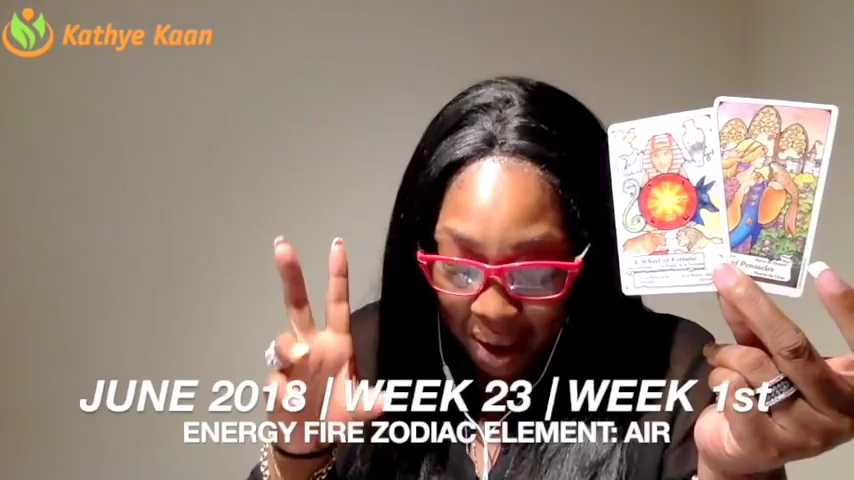 Kathye Kaan
Wheel of Fortune
of Pentacles
JUNE 2018 | WEEK 23 | WEEK 1st
ENERGY FIRE ZODIAC ELEMENT: AIR